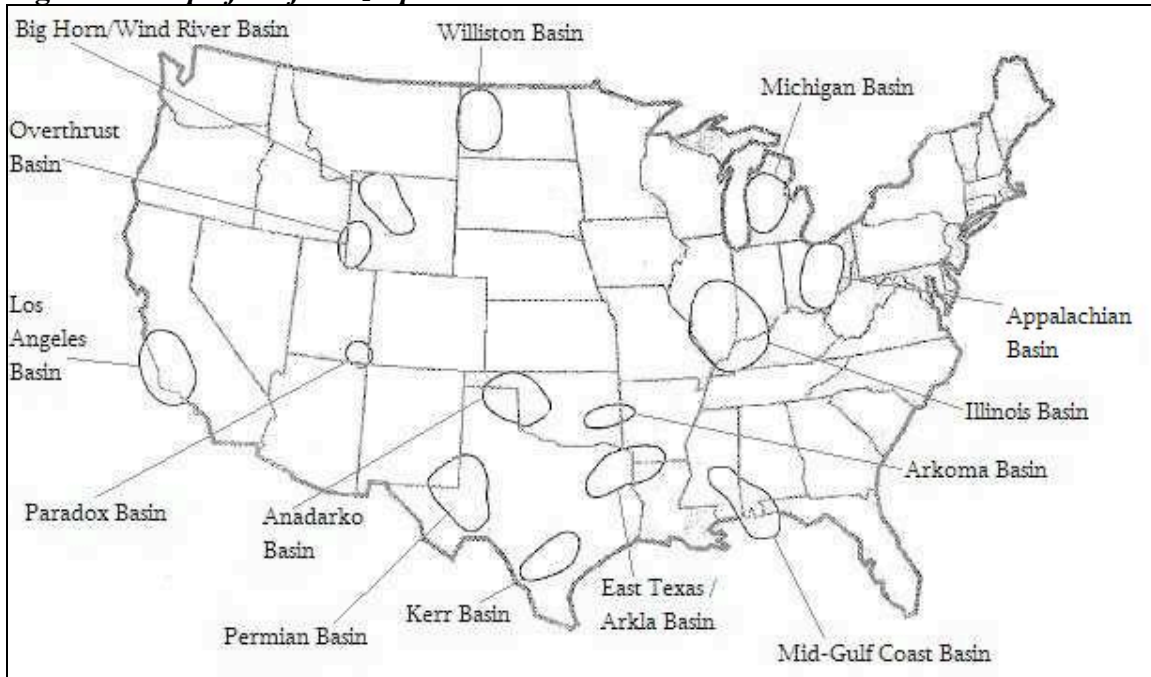 Big Horn/Wind River Basin
Williston Basin
Michigan Basin
Overthrust
Basin
Los
Angeles
Basin
Appalachian
Basin
Illinois Basin
Arkoma Basin
Paradox Basin
Anadarko
Basin
East Texas /
Arkla Basin
Kerr Basin
Permian Basin
Mid-Gulf Coast Basin